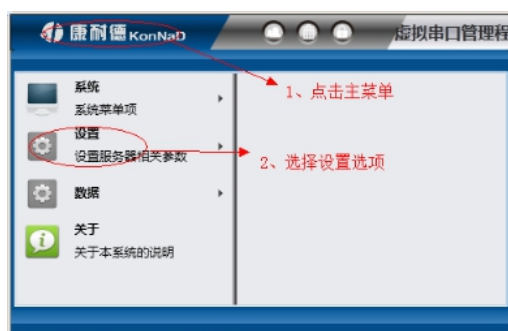 康耐德 KonNaD
虚拟串口管理程
系统
系统菜单项
设置
设置服务器相关参数
数据
关于
关于本系统的说明
1、点击主菜单
2、选择设置选项